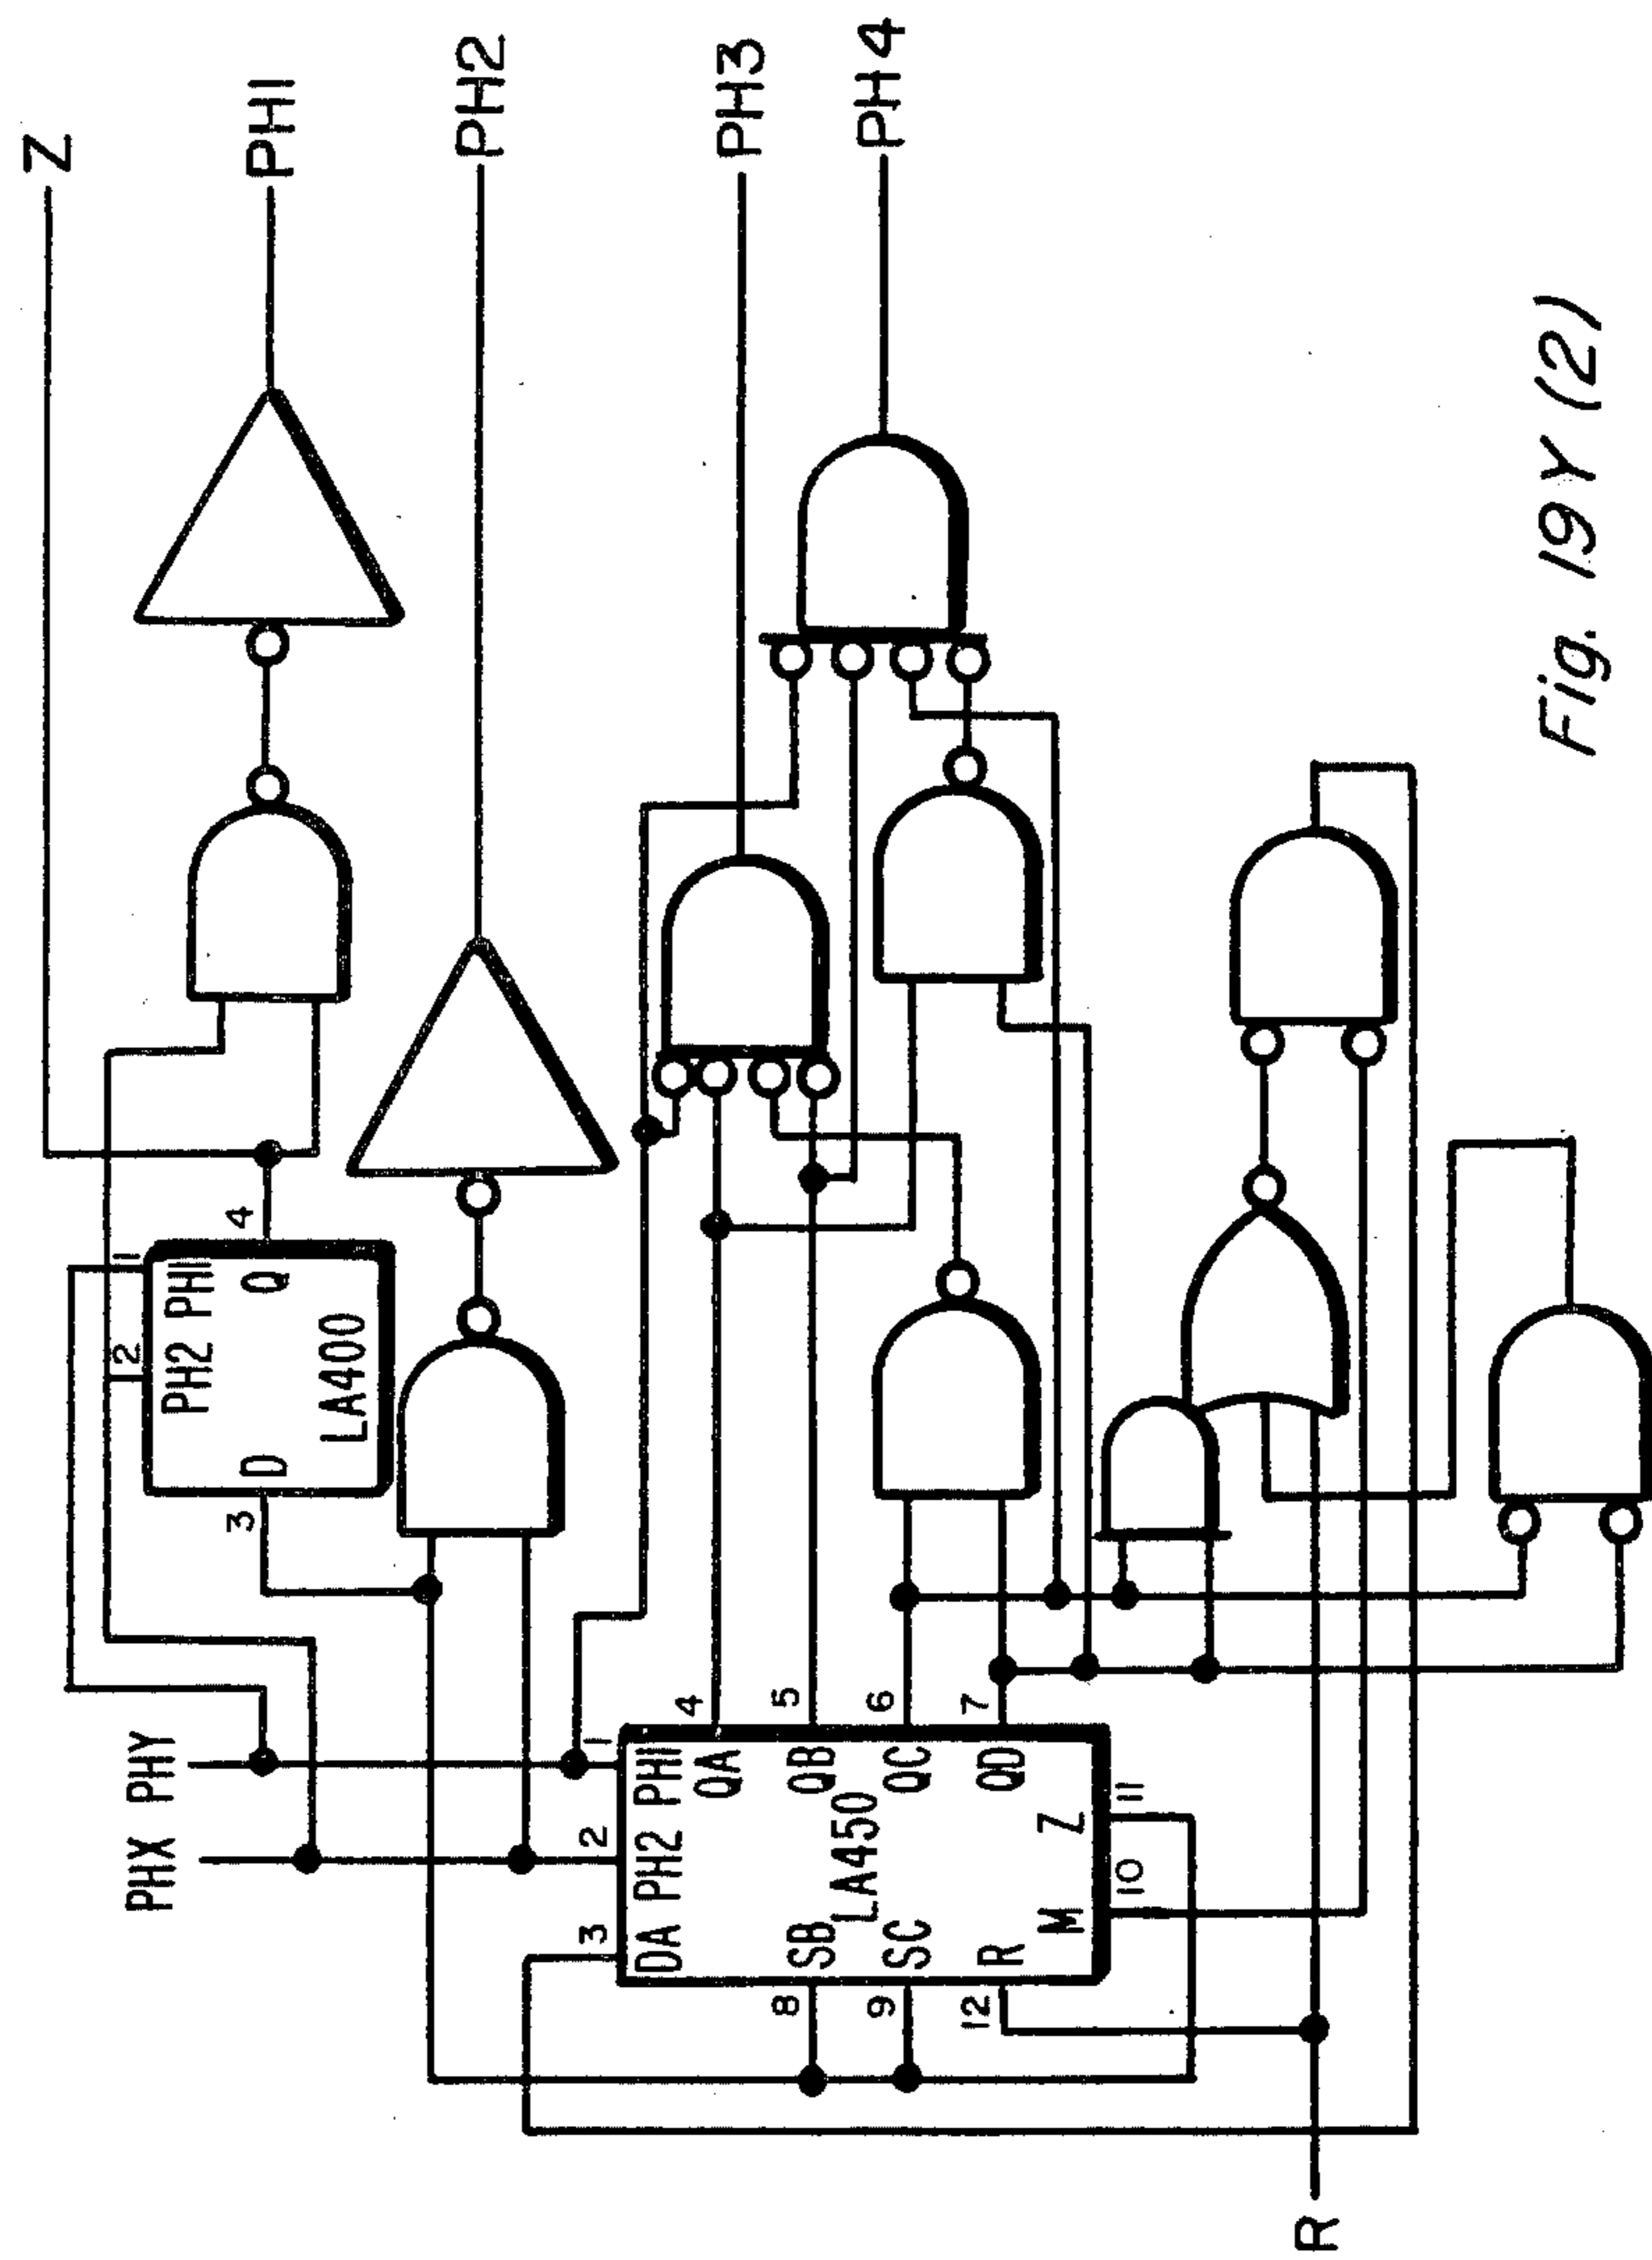 Z
PH1
PH2
PH3
PH4
1
2
PH2 PH1
4
Q
D
3
LA400
PHX PHY
1
2
3
DA PH2 PH1
QA
4
SB
QB
8
5
LA450
SC
QC
9
6
R
QD
12
7
M
Z
10
11
R
Fig. 19Y (2)